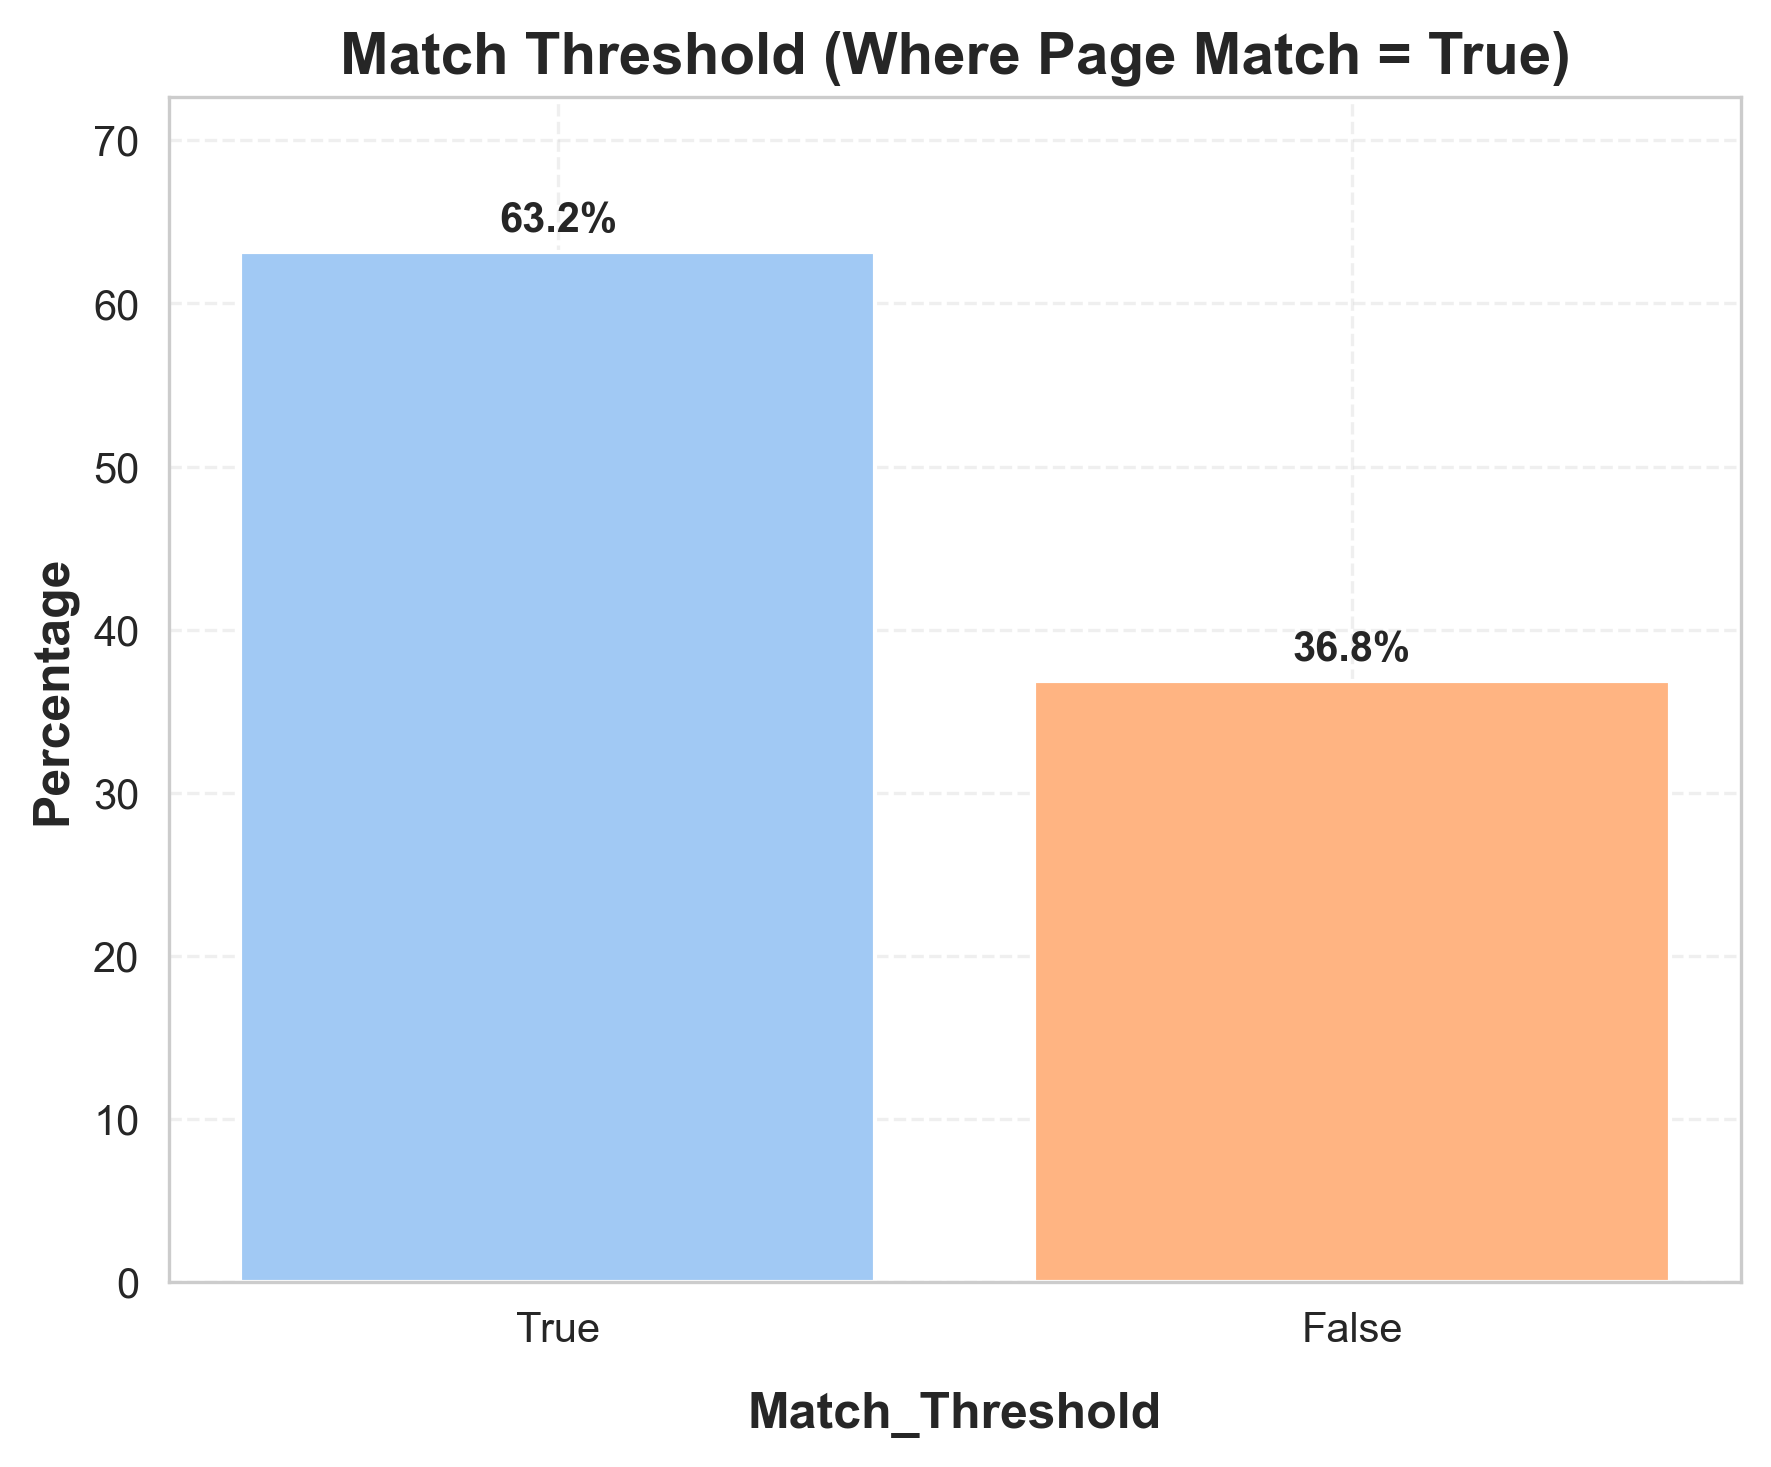 Match Threshold (Where Page Match = True)
70
63.2%
60
50
40
36.8%
30
20
10
0
Percentage
True False
Match_Threshold